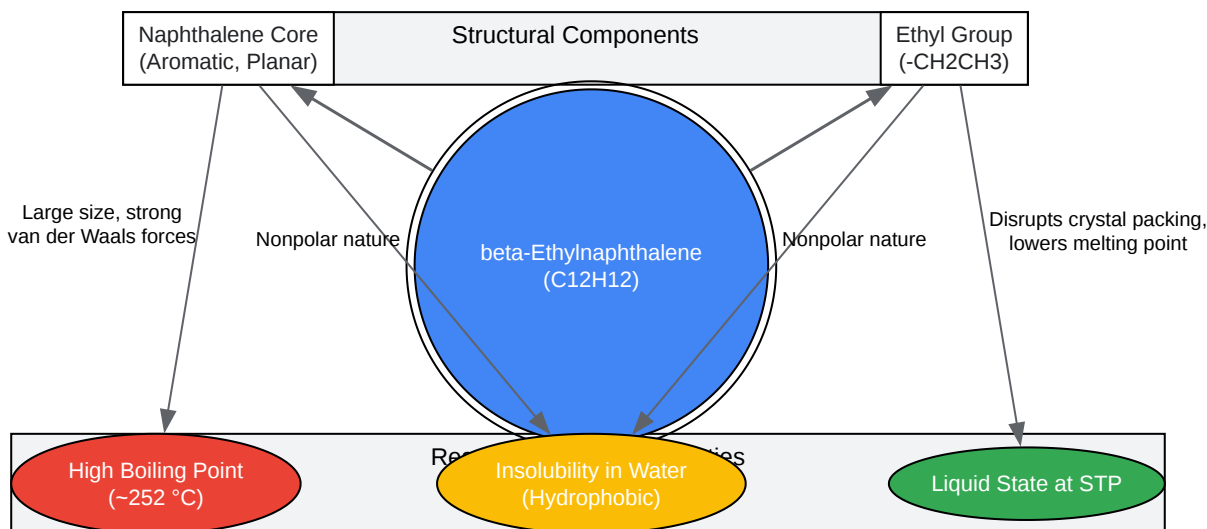 Naphthalene Core
(Aromatic, Planar)
Structural Components
Ethyl Group
(-CH2CH3)
Large size, strong
van der Waals forces
Nonpolar nature
beta-Ethylnaphthalene
(C12H12)
Nonpolar nature
Disrupts crystal packing,
lowers melting point
High Boiling Point
(~252 °C)
Insolubility in Water
(Hydrophobic)
Liquid State at STP